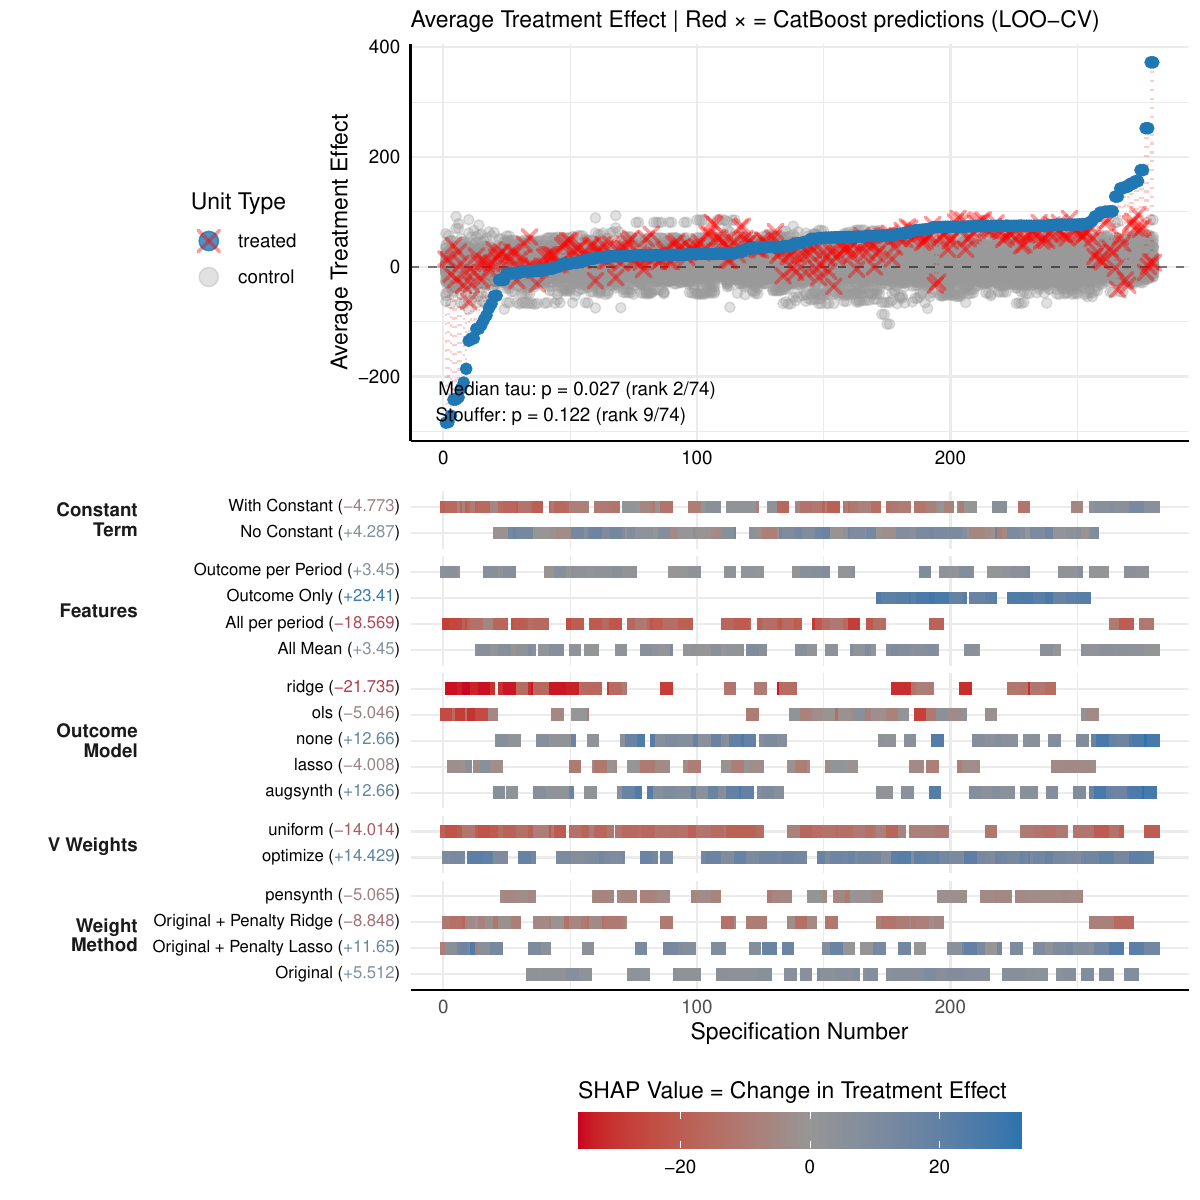 Average Treatment Effect | Red × = CatBoost predictions (LOO−CV)
Average Treatment Effect
400
200
0
−200
Unit Type
treated
control
Median tau: p = 0.027 (rank 2/74)
Stouffer: p = 0.122 (rank 9/74)
0
100
200
Constant
Term
With Constant (−4.773)
No Constant (+4.287)
Features
Outcome per Period (+3.45)
Outcome Only (+23.41)
All per period (−18.569)
All Mean (+3.45)
Outcome
Model
ridge (−21.735)
ols (−5.046)
none (+12.66)
lasso (−4.008)
augsynth (+12.66)
V Weights
uniform (−14.014)
optimize (+14.429)
Weight
Method
pensynth (−5.065)
Original + Penalty Ridge (−8.848)
Original + Penalty Lasso (+11.65)
Original (+5.512)
0
100
200
Specification Number
SHAP Value = Change in Treatment Effect
−20
0
20